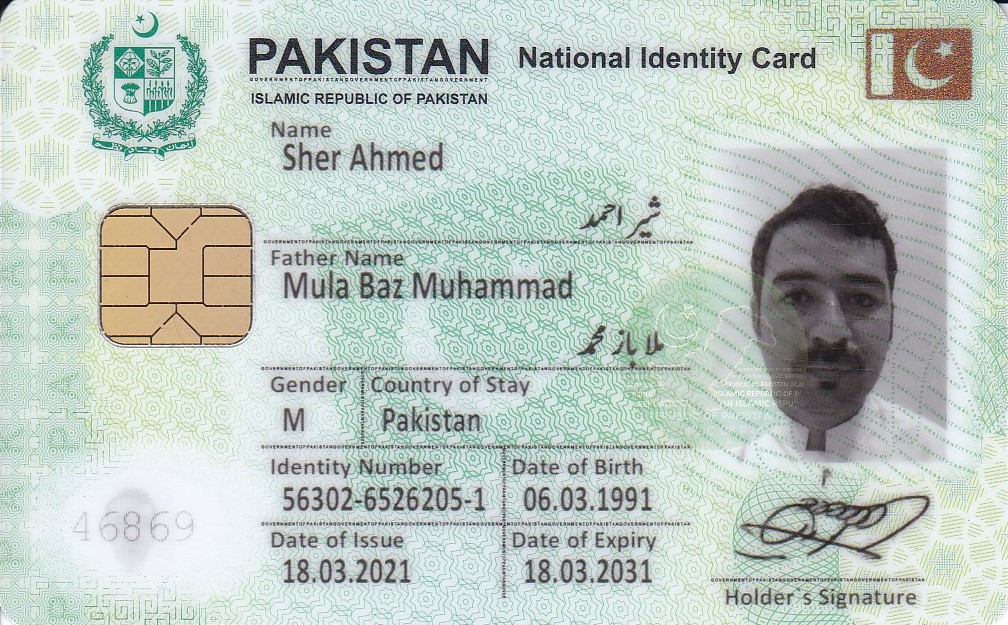 PAKISTAN National Identity Card
ISLAMIC REPUBLIC OF PAKISTAN
Name
Sher Ahmed
شیر احمد
Father Name
Mula Baz Muhammad
ملا باز محمد
Gender Country of Stay
M Pakistan
Identity Number Date of Birth
56302-6526205-1 06.03.1991
46869
Date of Issue Date of Expiry
18.03.2021 18.03.2031
Holder`s Signature